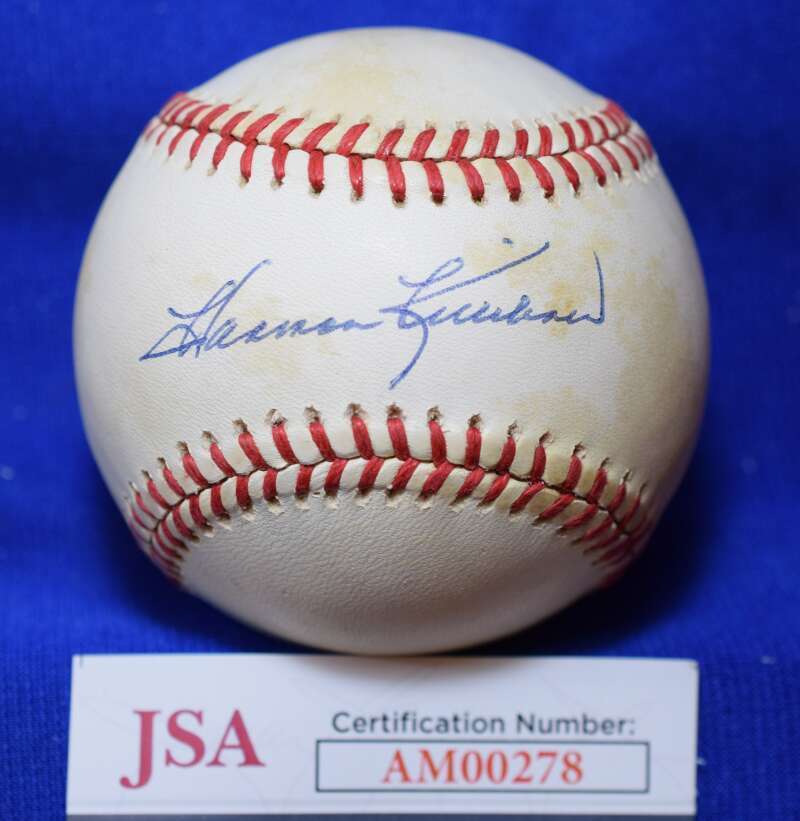 Harmon Killebrew
JSA
Certification Number:
AM00278